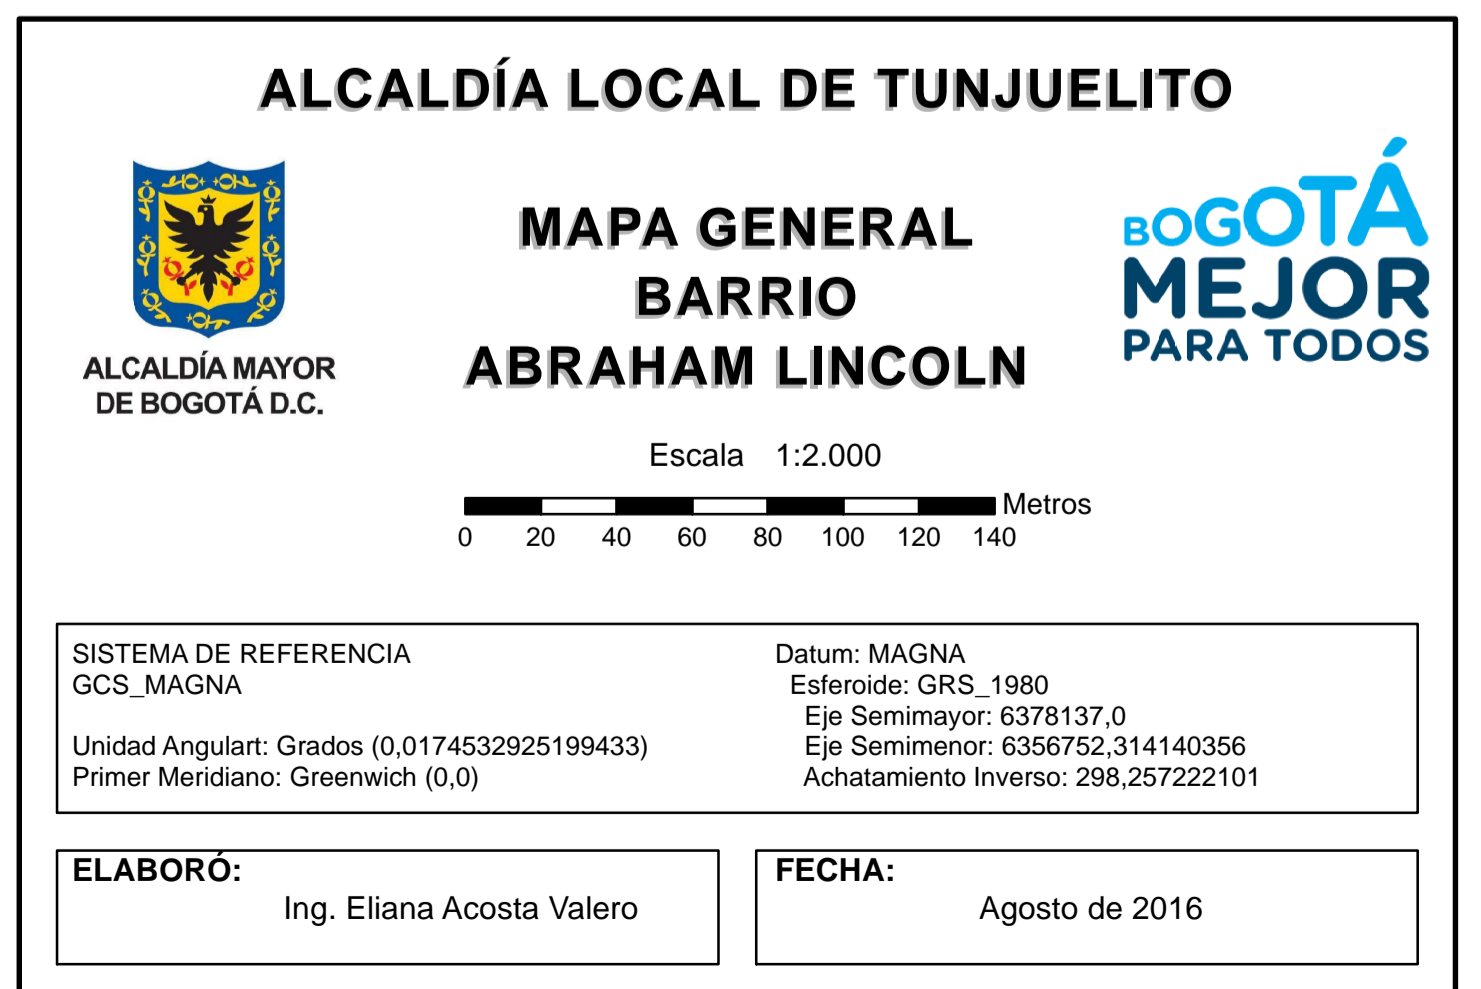 ALCALDÍA LOCAL DE TUNJUELITO
ALCALDÍA MAYOR
DE BOGOTÁ D.C.
MAPA GENERAL
BARRIO
ABRAHAM LINCOLN
BOGOTÁ
MEJOR
PARA TODOS
Escala 1:2.000
Metros
0 20 40 60 80 100 120 140
SISTEMA DE REFERENCIA
GCS_MAGNA
Unidad Angulart: Grados (0,0174532925199433)
Primer Meridiano: Greenwich (0,0)
Datum: MAGNA
Esferoide: GRS_1980
Eje Semimayor: 6378137,0
Eje Semimenor: 6356752,314140356
Achatamiento Inverso: 298,257222101
ELABORÓ:
Ing. Eliana Acosta Valero
FECHA:
Agosto de 2016